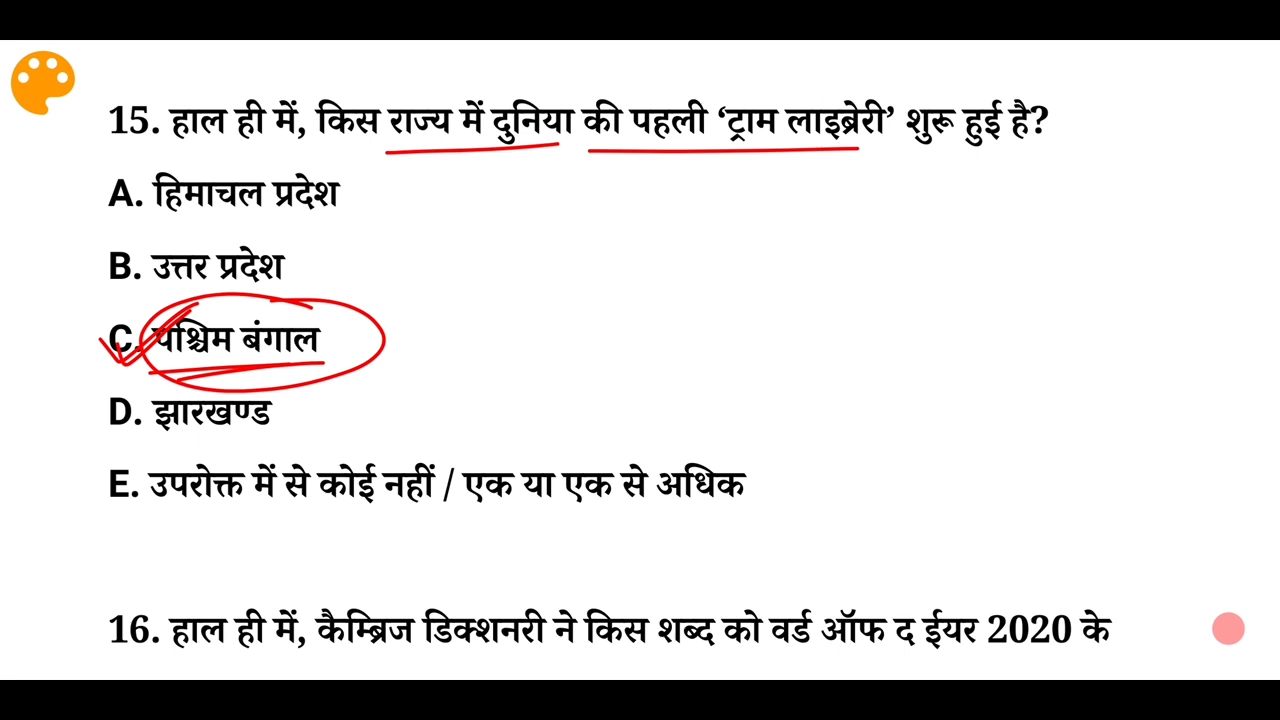 15. हाल ही में, किस राज्य में दुनिया की पहली ‘ट्राम लाइब्रेरी’ शुरू हुई है?
A. हिमाचल प्रदेश
B. उत्तर प्रदेश
C. पश्चिम बंगाल
D. झारखण्ड
E. उपरोक्त में से कोई नहीं / एक या एक से अधिक
16. हाल ही में, कैम्ब्रिज डिक्शनरी ने किस शब्द को वर्ड ऑफ द ईयर 2020 के